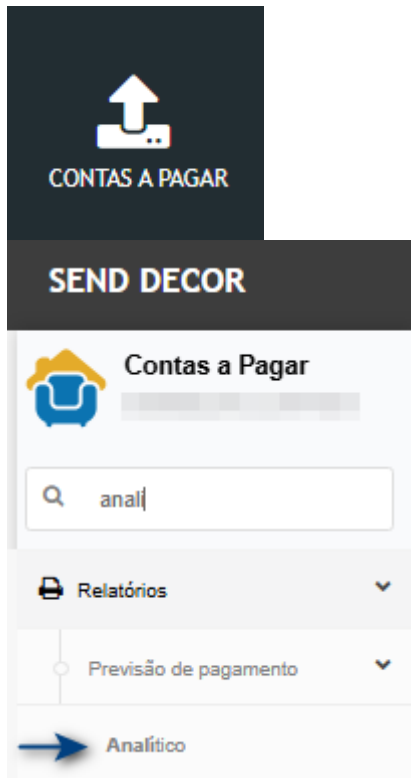 CONTAS A PAGAR
SEND DECOR
Contas a Pagar
anali
Relatórios
Previsão de pagamento
Analítico